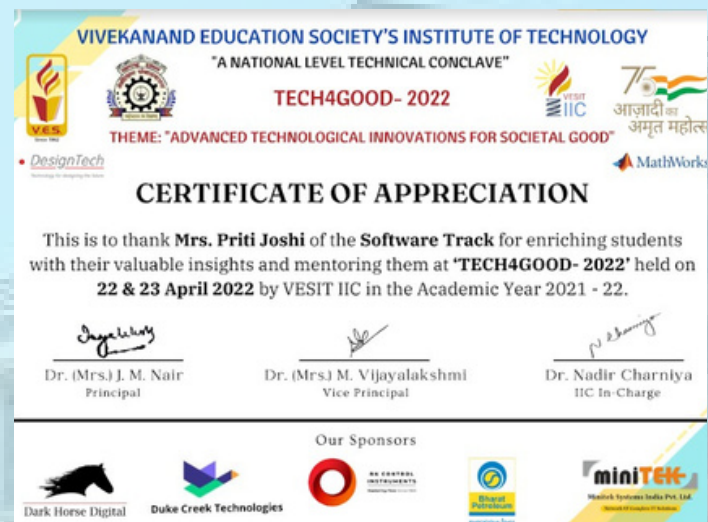 VIVEKANAND EDUCATION SOCIETY'S INSTITUTE OF TECHNOLOGY
"A NATIONAL LEVEL TECHNICAL CONCLAVE"
TECH4GOOD- 2022
THEME: "ADVANCED TECHNOLOGICAL INNOVATIONS FOR SOCIETAL GOOD"
V.E.S.
Since 1962
VESIT
IIC
75
आज़ादी का
अमृत महोत्स
DesignTech
MathWorks
CERTIFICATE OF APPRECIATION
This is to thank Mrs. Priti Joshi of the Software Track for enriching students
with their valuable insights and mentoring them at 'TECH4GOOD- 2022' held on
22 & 23 April 2022 by VESIT IIC in the Academic Year 2021 - 22.
Dr. (Mrs.) J. M. Nair
Principal
Dr. (Mrs.) M. Vijayalakshmi
Vice Principal
Dr. Nadir Charniya
IIC In-Charge
Our Sponsors
Dark Horse Digital
Duke Creek Technologies
CONTROL
INSTRUMENTS
Bharat
Petroleum
miniTEK
Minitek Systems India Pvt. Ltd.